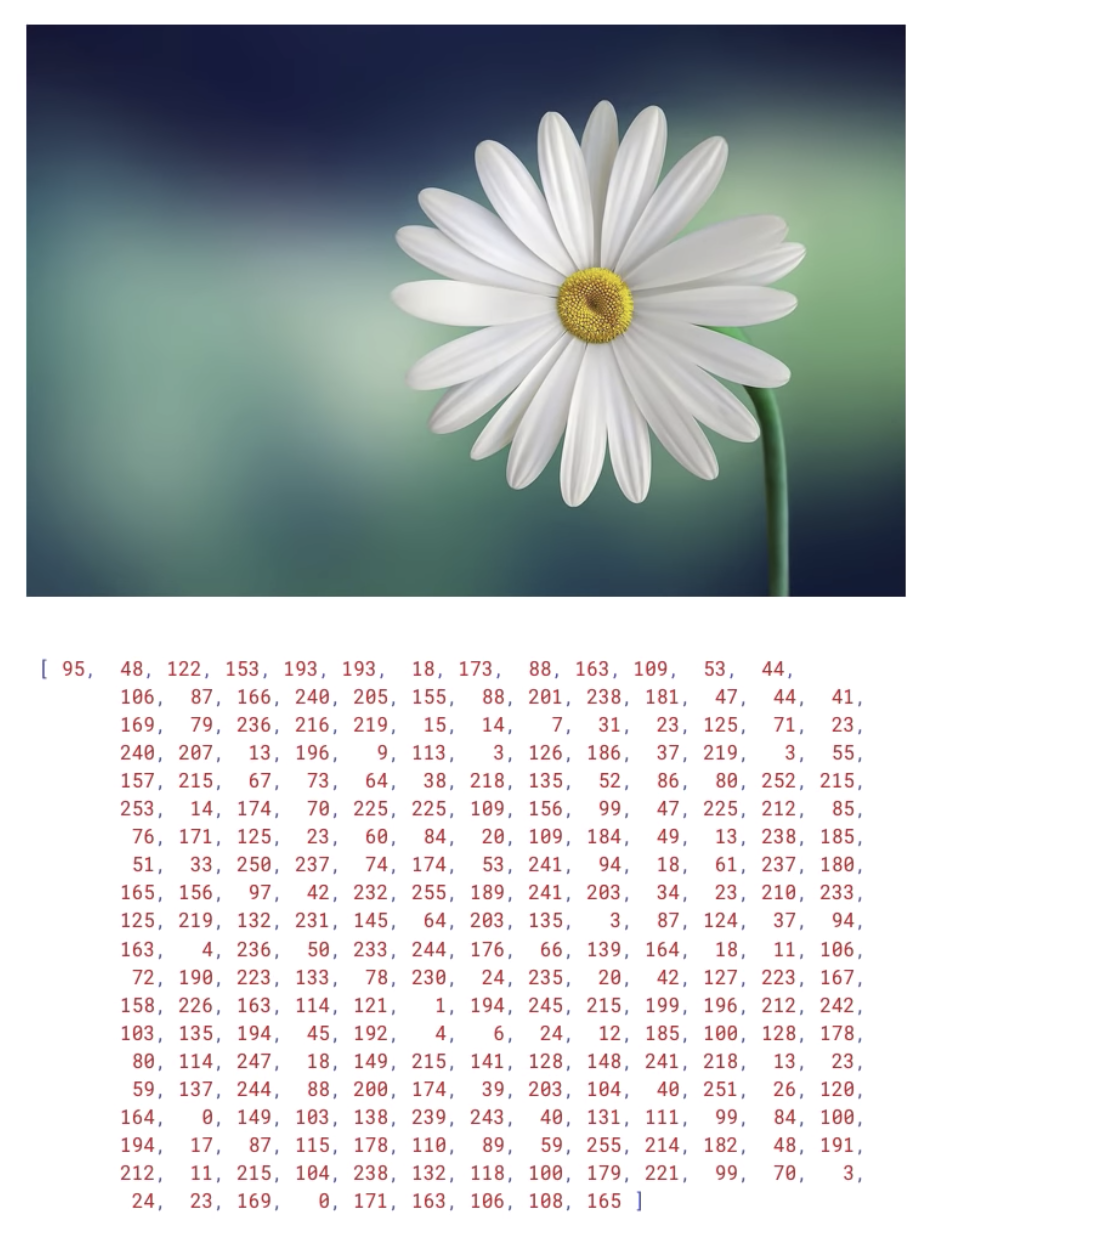 [ 95, 48, 122, 153, 193, 193, 18, 173, 88, 163, 109, 53, 44,
106, 87, 166, 240, 205, 155, 88, 201, 238, 181, 47, 44, 41,
169, 79, 236, 216, 219, 15, 14, 7, 31, 23, 125, 71, 23,
240, 207, 13, 196, 9, 113, 3, 126, 186, 37, 219, 3, 55,
157, 215, 67, 73, 64, 38, 218, 135, 52, 86, 80, 252, 215,
253, 14, 174, 70, 225, 225, 109, 156, 99, 47, 225, 212, 85,
76, 171, 125, 23, 60, 84, 20, 109, 184, 49, 13, 238, 185,
51, 33, 250, 237, 74, 174, 53, 241, 94, 18, 61, 237, 180,
165, 156, 97, 42, 232, 255, 189, 241, 203, 34, 23, 210, 233,
125, 219, 132, 231, 145, 64, 203, 135, 3, 87, 124, 37, 94,
163, 4, 236, 50, 233, 244, 176, 66, 139, 164, 18, 11, 106,
72, 190, 223, 133, 78, 230, 24, 235, 20, 42, 127, 223, 167,
158, 226, 163, 114, 121, 1, 194, 245, 215, 199, 196, 212, 242,
103, 135, 194, 45, 192, 4, 6, 24, 12, 185, 100, 128, 178,
80, 114, 247, 18, 149, 215, 141, 128, 148, 241, 218, 13, 23,
59, 137, 244, 88, 200, 174, 39, 203, 104, 40, 251, 26, 120,
164, 0, 149, 103, 138, 239, 243, 40, 131, 111, 99, 84, 100,
194, 17, 87, 115, 178, 110, 89, 59, 255, 214, 182, 48, 191,
212, 11, 215, 104, 238, 132, 118, 100, 179, 221, 99, 70, 3,
24, 23, 169, 0, 171, 163, 106, 108, 165 ]